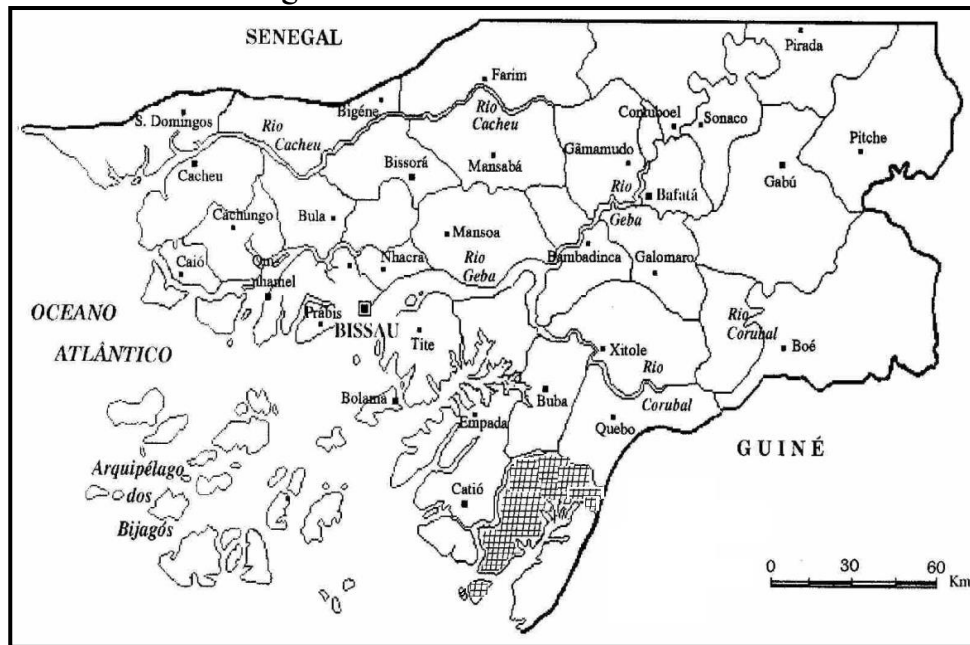 SENEGAL
Pirada
Farim
Bigéne
Rio
Cacheu
Contuboel
Sonaco
S. Domingos
Rio
Cacheu
Pitche
Bissorá
Mansabá
Gâmamudo
Cacheu
Gabú
Rio
Geba
Bafatá
Cachungo
Bula
Mansoa
Caió
Nhacra
Rio
Geba
Bambadinca
Galomaro
Qui-
nhamel
OCEANO
ATLÂNTICO
Prábis
BISSAU
Tite
Rio
Corubal
Xitole
Boé
Rio
Corubal
Bolama
Buba
Empada
Quebo
GUINÉ
Arquipélago
dos
Bijagós
Catió
0 30 60
Km